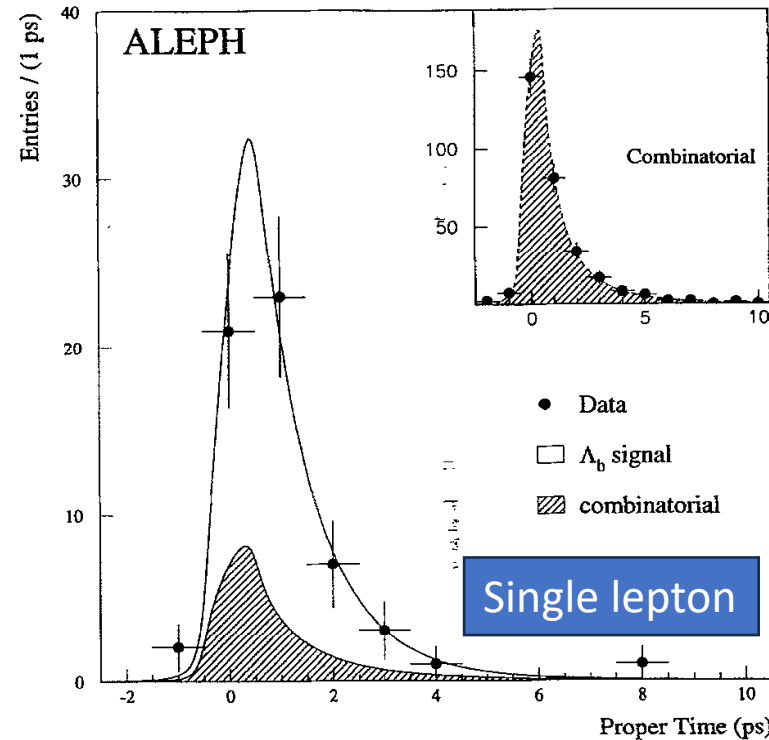 40
30
20
10
0
Entries / (1 ps)
ALEPH
150
100
50
Combinatorial
0 5 10
Data
Λb signal
combinatorial
Single lepton
-2 0 2 4 6 8 10
Proper Time (ps)